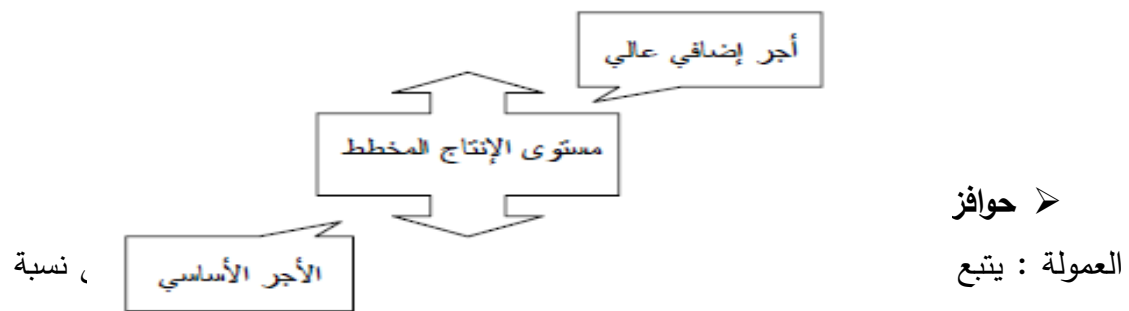 أجر إضافي عالي
مستوى الإنتاج المخطط
⮚ حوافز
العمولة : يتبع
نسبة
الأجر الأساسي